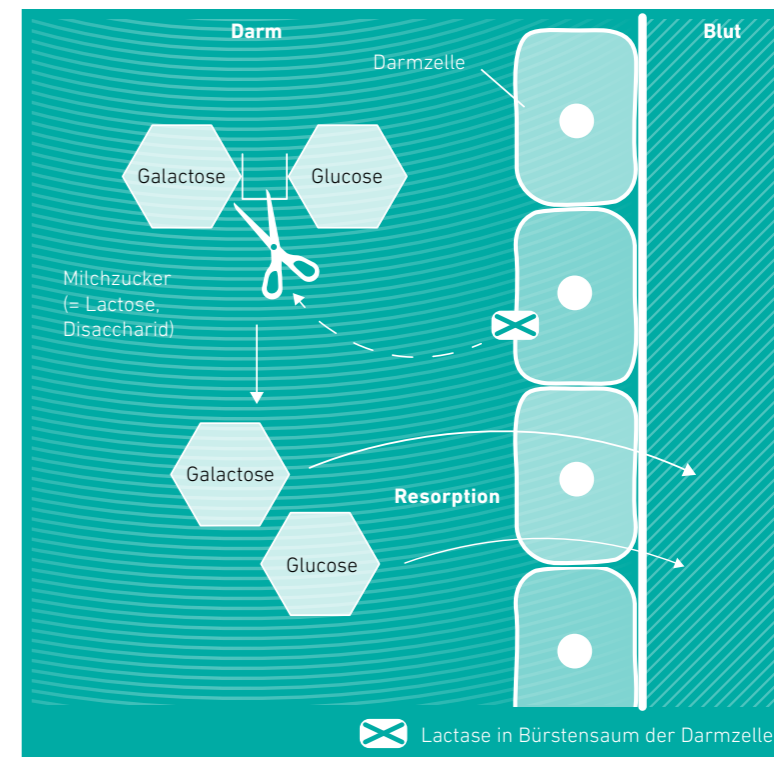 Darm
Blut
Darmzelle
Galactose
Glucose
Milchzucker
(= Lactose,
Disaccharid)
Galactose
Resorption
Glucose
Lactase in Bürstensaum der Darmzelle